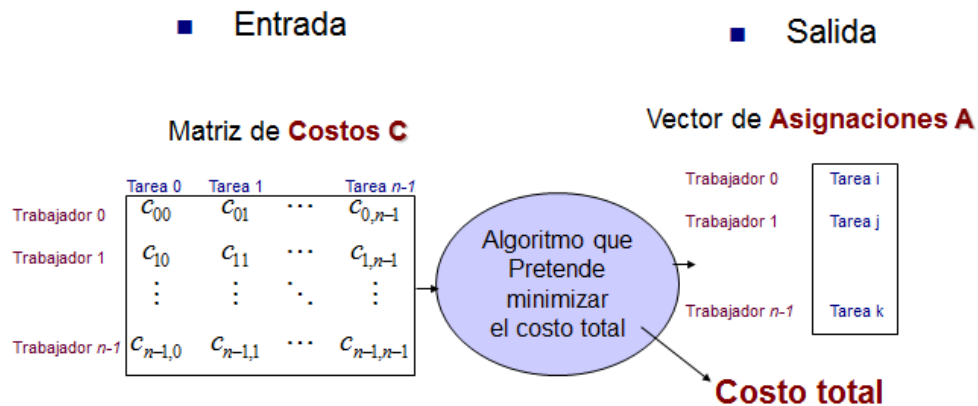 ■ Entrada
■ Salida
Matriz de Costos C
Vector de Asignaciones A
Tarea 0 Tarea 1 Tarea n-1
Trabajador 0 c00 c01 ⋯ c0,n−1
Trabajador 1 c10 c11 ⋯ c1,n−1
⋮ ⋮ ⋱ ⋮
Trabajador n-1 cn−1,0 cn−1,1 ⋯ cn−1,n−1
Algoritmo que
Pretende
minimizar
el costo total
Trabajador 0 Tarea i
Trabajador 1 Tarea j
Trabajador n-1 Tarea k
Costo total